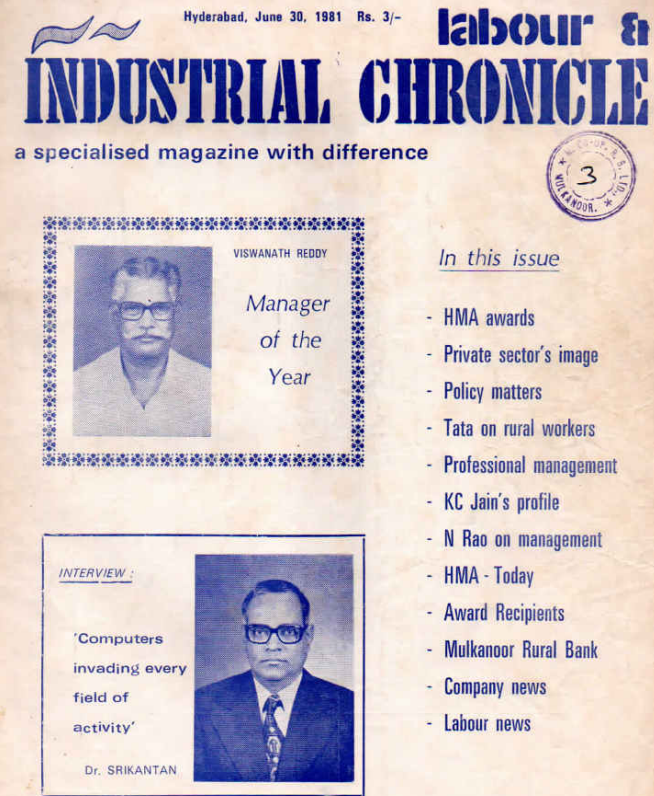 Hyderabad, June 30, 1981 Rs. 3/-
labour &
INDUSTRIAL CHRONICLE
a specialised magazine with difference
3
MULKANOOR.
VISWANATH REDDY
Manager
of the
Year
In this issue
- HMA awards
- Private sector's image
- Policy matters
- Tata on rural workers
- Professional management
- KC Jain's profile
- N Rao on management
- HMA - Today
- Award Recipients
- Mulkanoor Rural Bank
- Company news
- Labour news
INTERVIEW :
'Computers
invading every
field of
activity'
Dr. SRIKANTAN